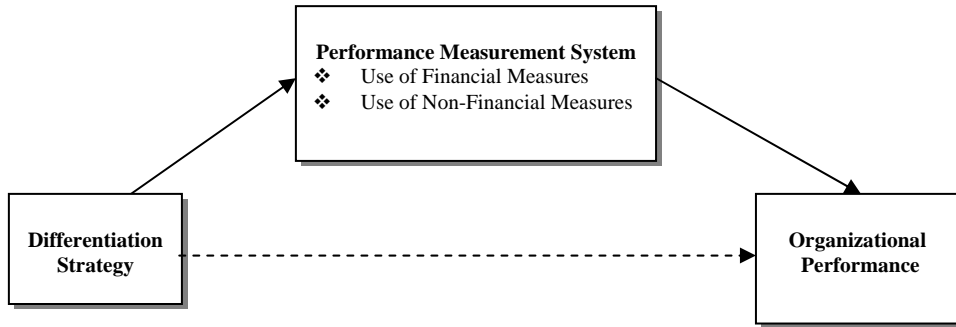 Performance Measurement System
❖ Use of Financial Measures
❖ Use of Non-Financial Measures
Differentiation
Strategy
Organizational
Performance